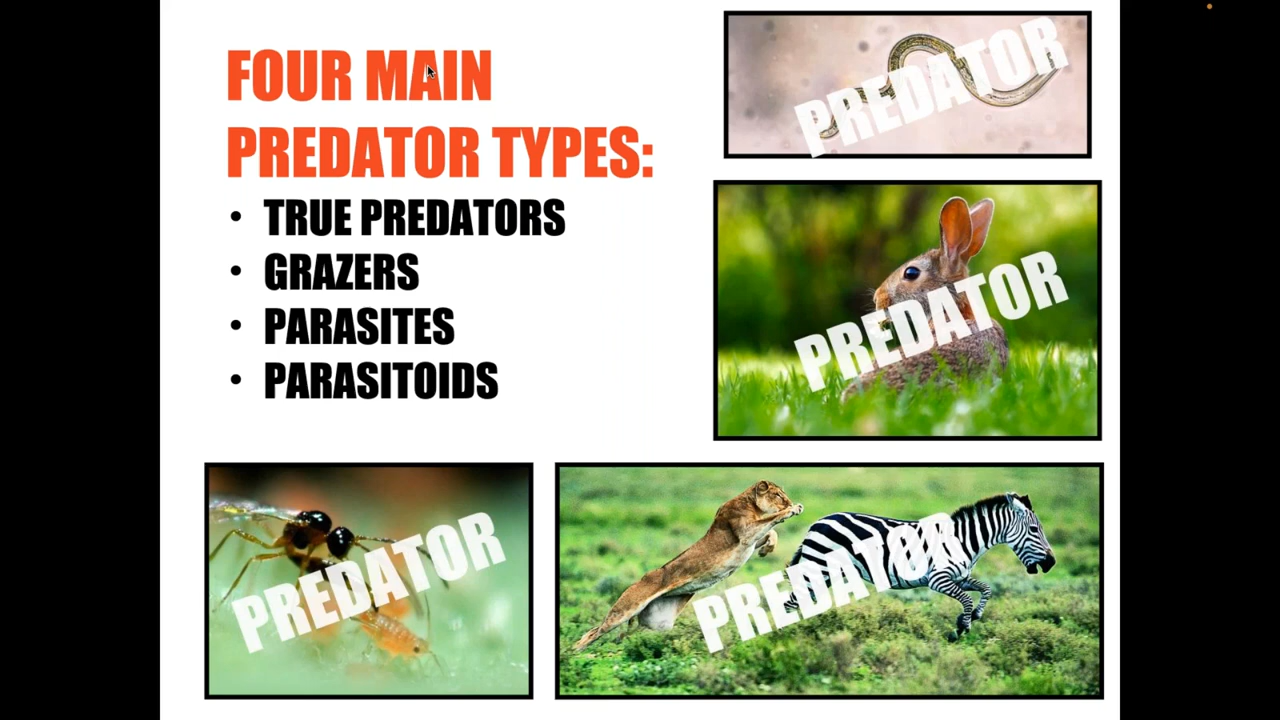 FOUR MAIN
PREDATOR TYPES:
• TRUE PREDATORS
• GRAZERS
• PARASITES
• PARASITOIDS
PREDATOR
PREDATOR
PREDATOR
PREDATOR